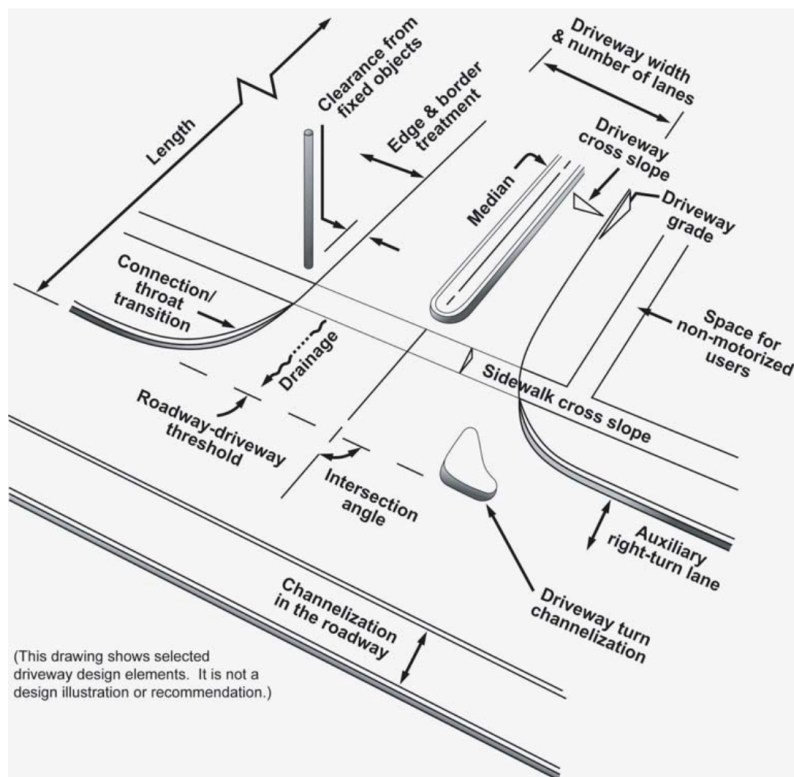 Length
Clearance from
fixed objects
Edge & border
treatment
Driveway width
& number of lanes
Driveway
cross slope
Median
Driveway
grade
Connection/
throat
transition
Space for
non-motorized
users
Drainage
Sidewalk cross slope
Roadway-driveway
threshold
Intersection
angle
Auxiliary
right-turn lane
Channelization
in the roadway
Driveway turn
channelization
(This drawing shows selected
driveway design elements. It is not a
design illustration or recommendation.)